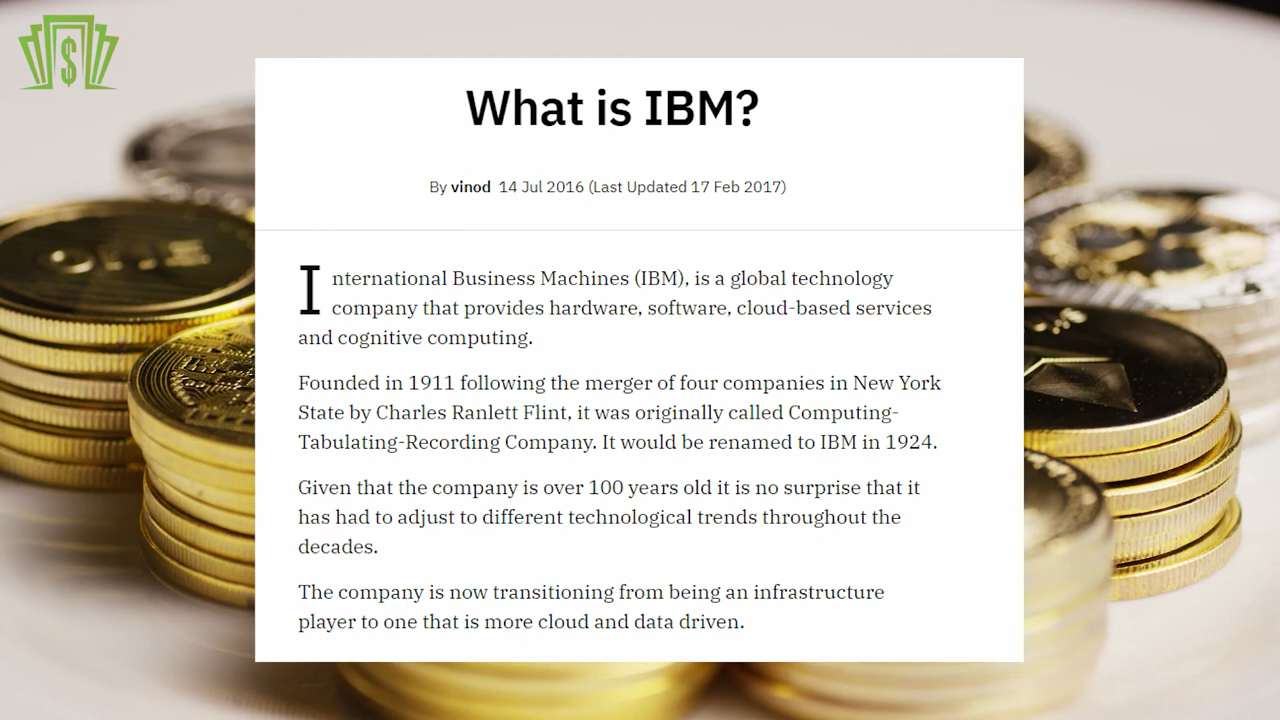 What is IBM?
By vinod 14 Jul 2016 (Last Updated 17 Feb 2017)
International Business Machines (IBM), is a global technology
company that provides hardware, software, cloud-based services
and cognitive computing.
Founded in 1911 following the merger of four companies in New York
State by Charles Ranlett Flint, it was originally called Computing-
Tabulating-Recording Company. It would be renamed to IBM in 1924.
Given that the company is over 100 years old it is no surprise that it
has had to adjust to different technological trends throughout the
decades.
The company is now transitioning from being an infrastructure
player to one that is more cloud and data driven.